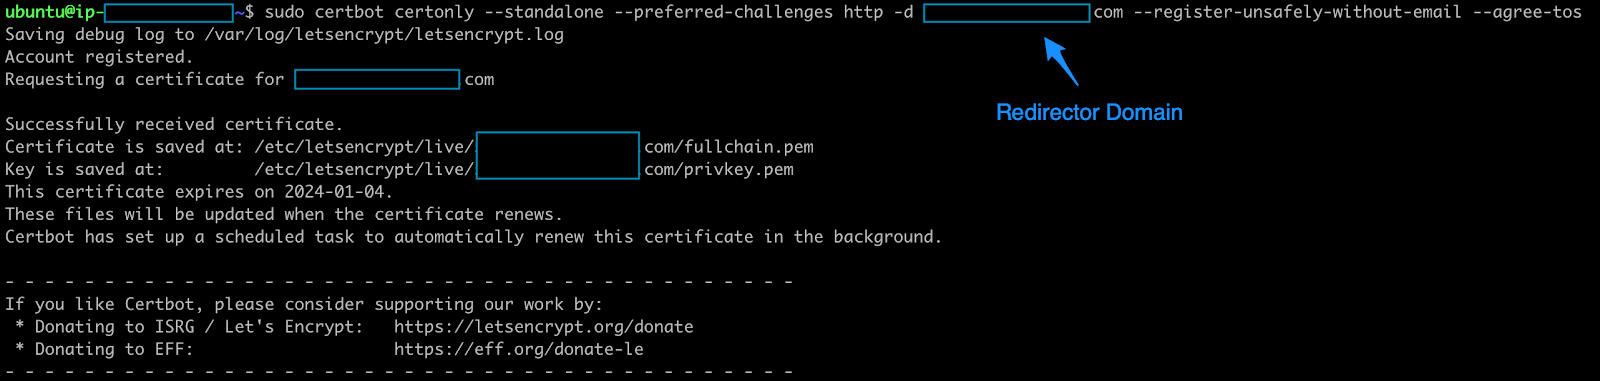 ubuntu@ip- ~$ sudo certbot certonly --standalone --preferred-challenges http -d com --register-unsafely-without-email --agree-tos
Saving debug log to /var/log/letsencrypt/letsencrypt.log
Account registered.
Requesting a certificate for com
Redirector Domain
Successfully received certificate.
Certificate is saved at: /etc/letsencrypt/live/ .com/fullchain.pem
Key is saved at: /etc/letsencrypt/live/ .com/privkey.pem
This certificate expires on 2024-01-04.
These files will be updated when the certificate renews.
Certbot has set up a scheduled task to automatically renew this certificate in the background.
- - - - - - - - - - - - - - - - - - - - - - - - - - - - - - - - - - - - - - - -
If you like Certbot, please consider supporting our work by:
* Donating to ISRG / Let's Encrypt: https://letsencrypt.org/donate
* Donating to EFF: https://eff.org/donate-le
- - - - - - - - - - - - - - - - - - - - - - - - - - - - - - - - - - - - - - - -